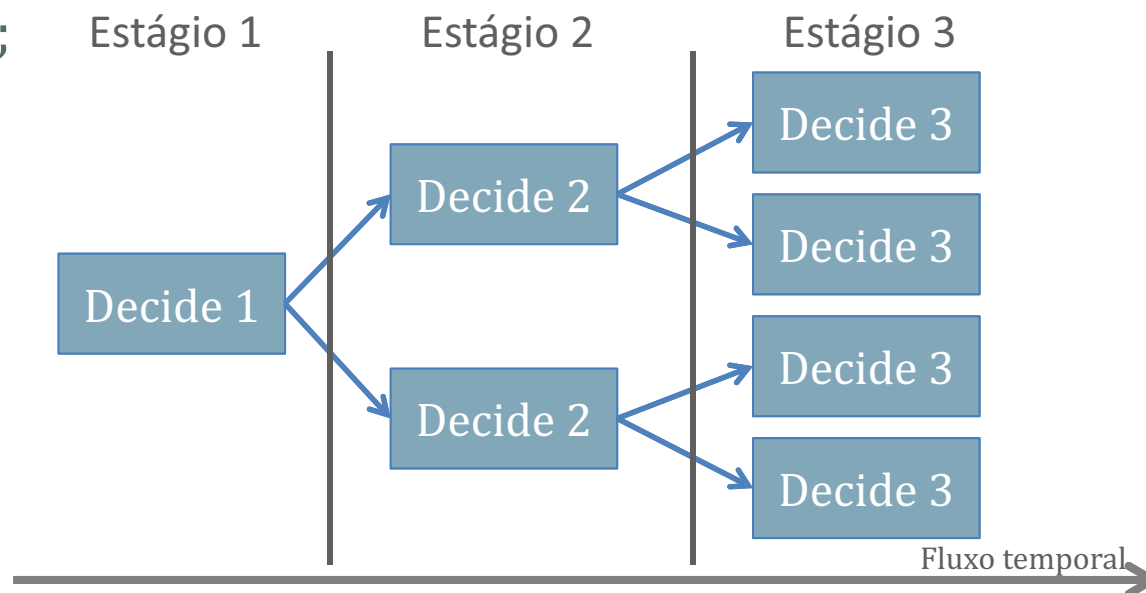 ;
Estágio 1
Estágio 2
Estágio 3
Decide 1
Decide 2
Decide 2
Decide 3
Decide 3
Decide 3
Decide 3
Fluxo temporal